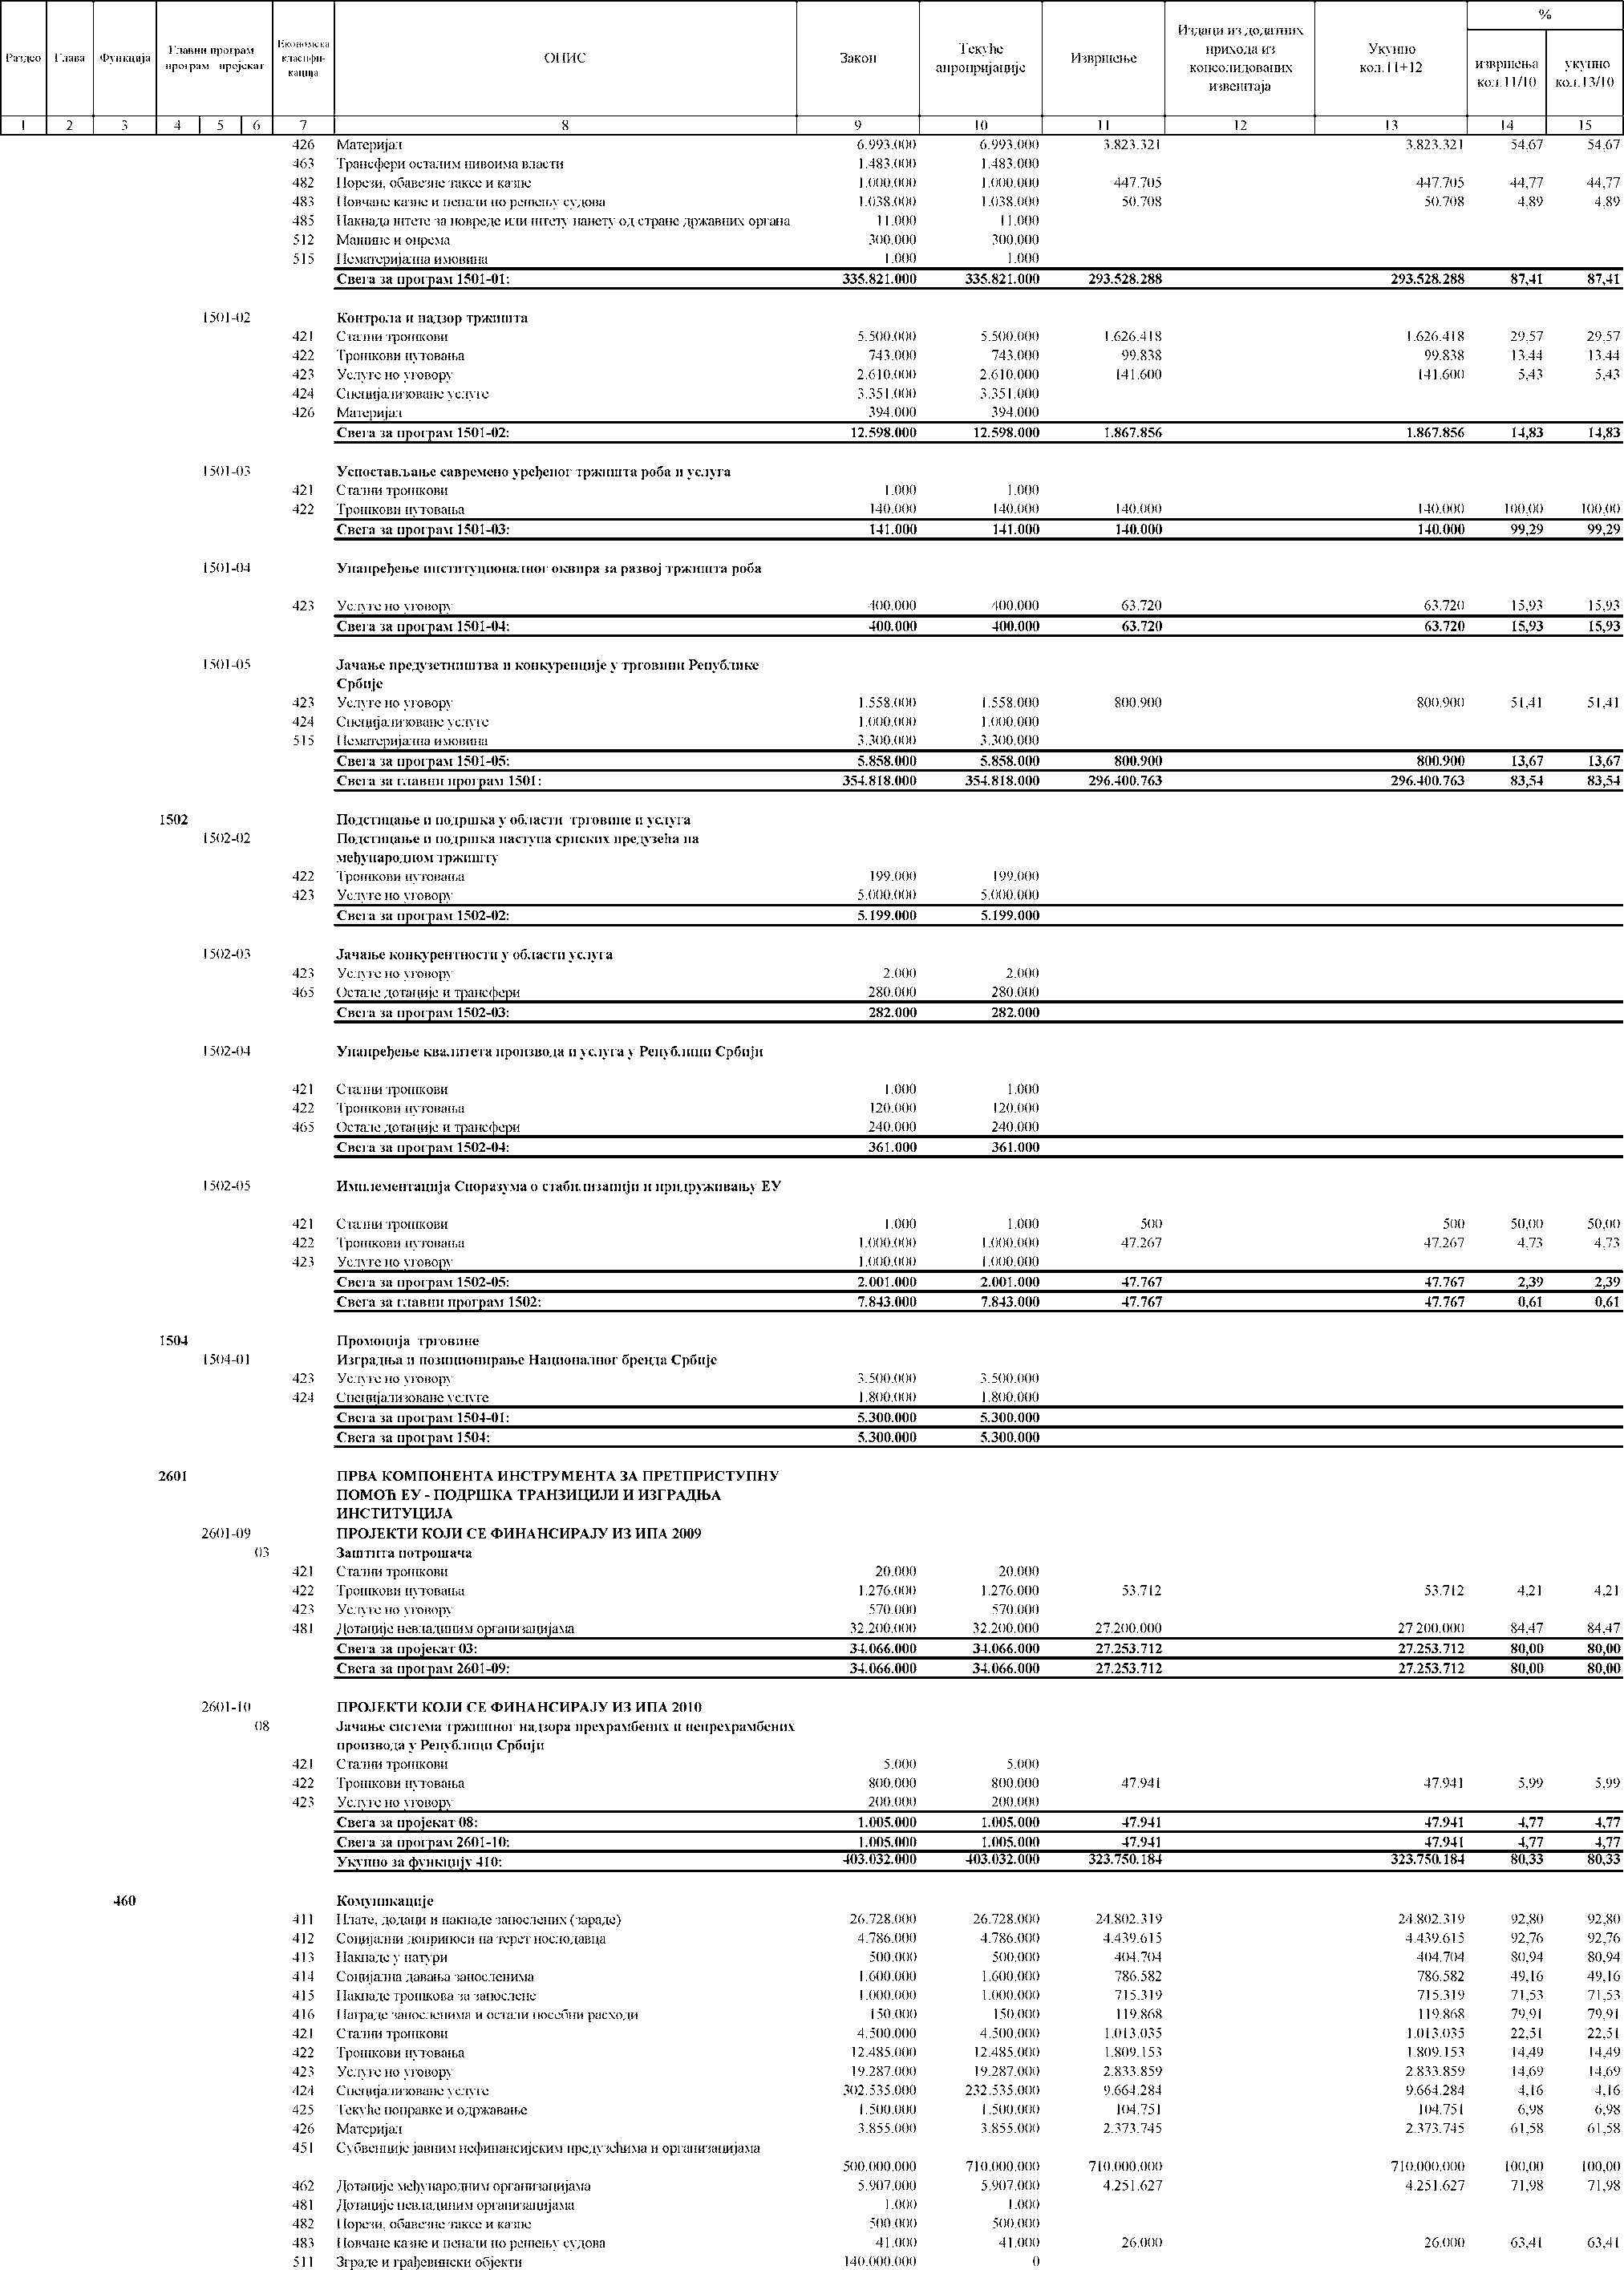 %
Раздео Глава Функција Главни програм програм пројекат Економска класифи-кација ОПИС Закон Текуће апропријације Извршење Издаци из додатних прихода из консолидованих извештаја Укупно кол.11+12 извршења кол.11/10 укупно кол.13/10
1 2 3 4 5 6 7 8 9 10 11 12 13 14 15
426 Материјал 6.993.000 6.993.000 3.823.321 3.823.321 54,67 54,67
463 Трансфери осталим нивоима власти 1.483.000 1.483.000
482 Порези, обавезне таксе и казне 1.000.000 1.000.000 447.705 447.705 44,77 44,77
483 Новчане казне и пенали по решењу судова 1.038.000 1.038.000 50.708 50.708 4,89 4,89
485 Накнада штете за повреде или штету нанету од стране државних органа 11.000 11.000
512 Машине и опрема 300.000 300.000
515 Нематеријална имовина 1.000 1.000
Свега за програм 1501-01: 335.821.000 335.821.000 293.528.288 293.528.288 87,41 87,41
1501-02 Контрола и надзор тржишта
421 Стални трошкови 5.500.000 5.500.000 1.626.418 1.626.418 29,57 29,57
422 Трошкови путовања 743.000 743.000 99.838 99.838 13,44 13,44
423 Услуге по уговору 2.610.000 2.610.000 141.600 141.600 5,43 5,43
424 Специјализоване услуге 3.351.000 3.351.000
426 Материјал 394.000 394.000
Свега за програм 1501-02: 12.598.000 12.598.000 1.867.856 1.867.856 14,83 14,83
1501-03 Успостављање савремено уређеног тржишта роба и услуга
421 Стални трошкови 1.000 1.000
422 Трошкови путовања 140.000 140.000 140.000 140.000 100,00 100,00
Свега за програм 1501-03: 141.000 141.000 140.000 140.000 99,29 99,29
1501-04 Унапређење институционалног оквира за развој тржишта роба
423 Услуге по уговору 400.000 400.000 63.720 63.720 15,93 15,93
Свега за програм 1501-04: 400.000 400.000 63.720 63.720 15,93 15,93
1501-05 Јачање предузетништва и конкуренције у трговини Републике
Србије
423 Услуге по уговору 1.558.000 1.558.000 800.900 800.900 51,41 51,41
424 Специјализоване услуге 1.000.000 1.000.000
515 Нематеријална имовина 3.300.000 3.300.000
Свега за програм 1501-05: 5.858.000 5.858.000 800.900 800.900 13,67 13,67
Свега за главни програм 1501: 354.818.000 354.818.000 296.400.763 296.400.763 83,54 83,54
1502 Подстицање и подршка у области трговине и услуга
1502-02 Подстицање и подршка наступа српских предузећа на
међународном тржишту
422 Трошкови путовања 199.000 199.000
423 Услуге по уговору 5.000.000 5.000.000
Свега за програм 1502-02: 5.199.000 5.199.000
1502-03 Јачање конкурентности у области услуга
423 Услуге по уговору 2.000 2.000
465 Остале дотације и трансфери 280.000 280.000
Свега за програм 1502-03: 282.000 282.000
1502-04 Унапређење квалитета производа и услуга у Републици Србији
421 Стални трошкови 1.000 1.000
422 Трошкови путовања 120.000 120.000
465 Остале дотације и трансфери 240.000 240.000
Свега за програм 1502-04: 361.000 361.000
1502-05 Имплементација Споразума о стабилизацији и придруживању ЕУ
421 Стални трошкови 1.000 1.000 500 500 50,00 50,00
422 Трошкови путовања 1.000.000 1.000.000 47.267 47.267 4,73 4,73
423 Услуге по уговору 1.000.000 1.000.000
Свега за програм 1502-05: 2.001.000 2.001.000 47.767 47.767 2,39 2,39
Свега за главни програм 1502: 7.843.000 7.843.000 47.767 47.767 0,61 0,61
1504 Промоција трговине
1504-01 Изградња и позиционирање Националног бренда Србије
423 Услуге по уговору 3.500.000 3.500.000
424 Специјализоване услуге 1.800.000 1.800.000
Свега за програм 1504-01: 5.300.000 5.300.000
Свега за програм 1504: 5.300.000 5.300.000
2601 ПРВА КОМПОНЕНТА ИНСТРУМЕНТА ЗА ПРЕТПРИСТУПНУ
ПОМОЋ ЕУ - ПОДРШКА ТРАНЗИЦИЈИ И ИЗГРАДЊА
ИНСТИТУЦИЈА
2601-09 ПРОЈЕКТИ КОЈИ СЕ ФИНАНСИРАЈУ ИЗ ИПА 2009
03 Заштита потрошача
421 Стални трошкови 20.000 20.000
422 Трошкови путовања 1.276.000 1.276.000 53.712 53.712 4,21 4,21
423 Услуге по уговору 570.000 570.000
481 Дотације невладиним организацијама 32.200.000 32.200.000 27.200.000 27.200.000 84,47 84,47
Свега за пројекат 03: 34.066.000 34.066.000 27.253.712 27.253.712 80,00 80,00
Свега за програм 2601-09: 34.066.000 34.066.000 27.253.712 27.253.712 80,00 80,00
2601-10 ПРОЈЕКТИ КОЈИ СЕ ФИНАНСИРАЈУ ИЗ ИПА 2010
08 Јачање система тржишног надзора прехрамбених и непрехрамбених
производа у Републици Србији
421 Стални трошкови 5.000 5.000
422 Трошкови путовања 800.000 800.000 47.941 47.941 5,99 5,99
423 Услуге по уговору 200.000 200.000
Свега за пројекат 08: 1.005.000 1.005.000 47.941 47.941 4,77 4,77
Свега за програм 2601-10: 1.005.000 1.005.000 47.941 47.941 4,77 4,77
Укупно за функцију 410: 403.032.000 403.032.000 323.750.184 323.750.184 80,33 80,33
460 Комуникације
411 Плате, додаци и накнаде запослених (зараде) 26.728.000 26.728.000 24.802.319 24.802.319 92,80 92,80
412 Социјални доприноси на терет послодавца 4.786.000 4.786.000 4.439.615 4.439.615 92,76 92,76
413 Накнаде у натури 500.000 500.000 404.704 404.704 80,94 80,94
414 Социјална давања запосленима 1.600.000 1.600.000 786.582 786.582 49,16 49,16
415 Накнаде трошкова за запослене 1.000.000 1.000.000 715.319 715.319 71,53 71,53
416 Награде запосленима и остали посебни расходи 150.000 150.000 119.868 119.868 79,91 79,91
421 Стални трошкови 4.500.000 4.500.000 1.013.035 1.013.035 22,51 22,51
422 Трошкови путовања 12.485.000 12.485.000 1.809.153 1.809.153 14,49 14,49
423 Услуге по уговору 19.287.000 19.287.000 2.833.859 2.833.859 14,69 14,69
424 Специјализоване услуге 302.535.000 232.535.000 9.664.284 9.664.284 4,16 4,16
425 Текуће поправке и одржавање 1.500.000 1.500.000 104.751 104.751 6,98 6,98
426 Материјал 3.855.000 3.855.000 2.373.745 2.373.745 61,58 61,58
451 Субвенције јавним нефинансијским предузећима и организацијама
500.000.000 710.000.000 710.000.000 710.000.000 100,00 100,00
462 Дотације међународним организацијама 5.907.000 5.907.000 4.251.627 4.251.627 71,98 71,98
481 Дотације невладиним организацијама 1.000 1.000
482 Порези, обавезне таксе и казне 500.000 500.000
483 Новчане казне и пенали по решењу судова 41.000 41.000 26.000 26.000 63,41 63,41
511 Зграде и грађевински објекти 140.000.000 0